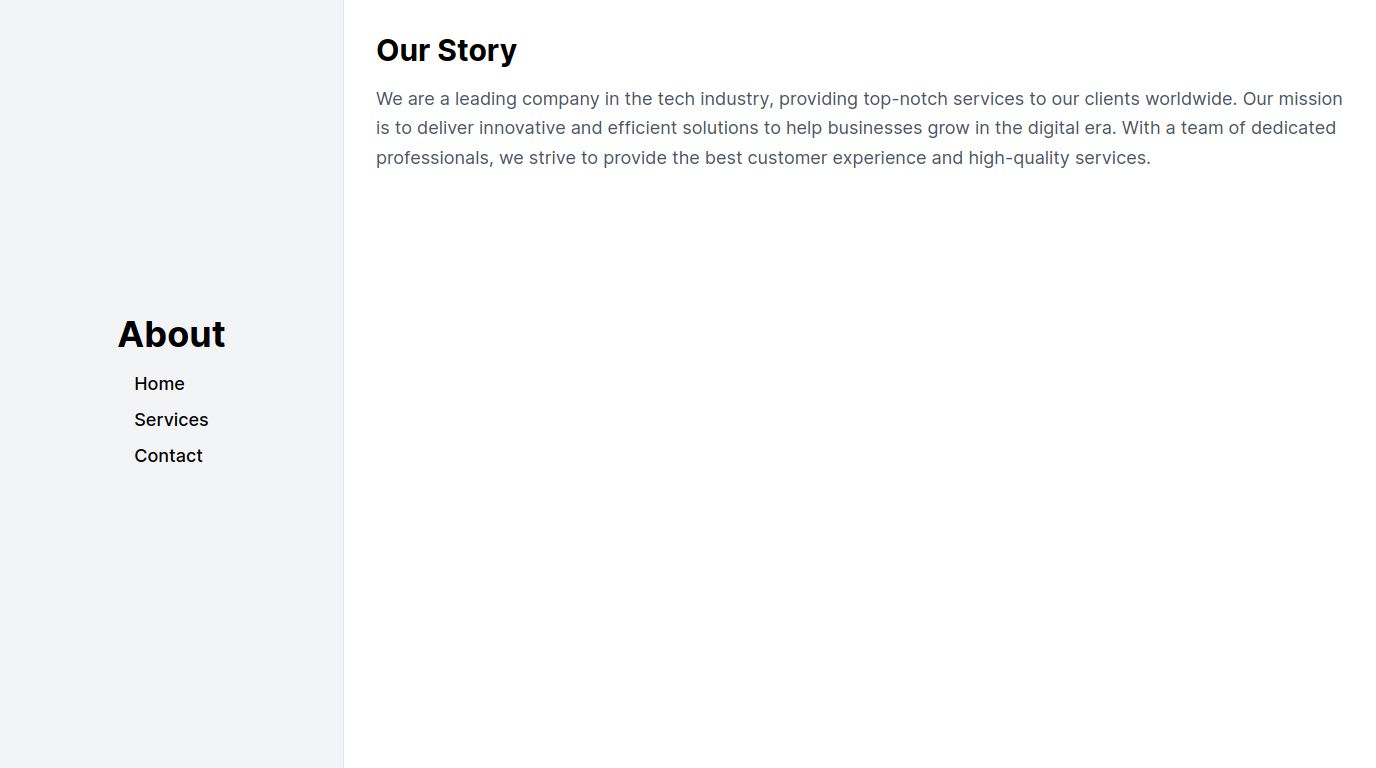 About
Home
Services
Contact
Our Story
We are a leading company in the tech industry, providing top-notch services to our clients worldwide. Our mission
is to deliver innovative and efficient solutions to help businesses grow in the digital era. With a team of dedicated
professionals, we strive to provide the best customer experience and high-quality services.